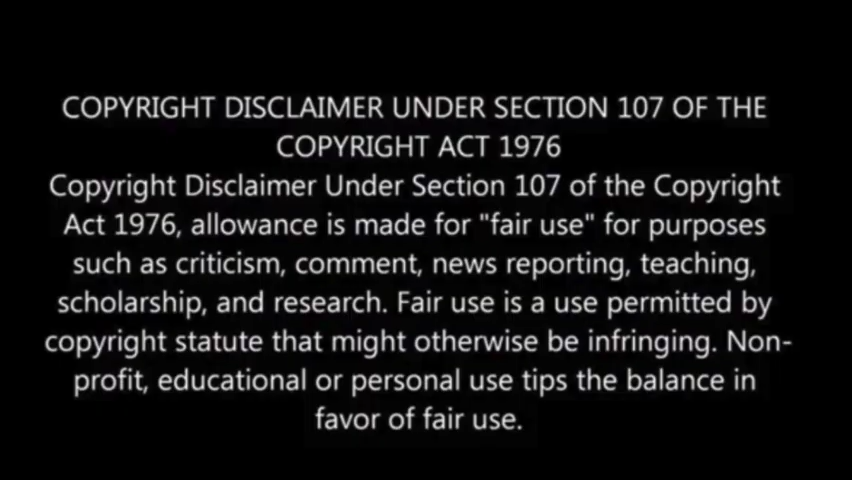 COPYRIGHT DISCLAIMER UNDER SECTION 107 OF THE
COPYRIGHT ACT 1976
Copyright Disclaimer Under Section 107 of the Copyright
Act 1976, allowance is made for "fair use" for purposes
such as criticism, comment, news reporting, teaching,
scholarship, and research. Fair use is a use permitted by
copyright statute that might otherwise be infringing. Non-
profit, educational or personal use tips the balance in
favor of fair use.